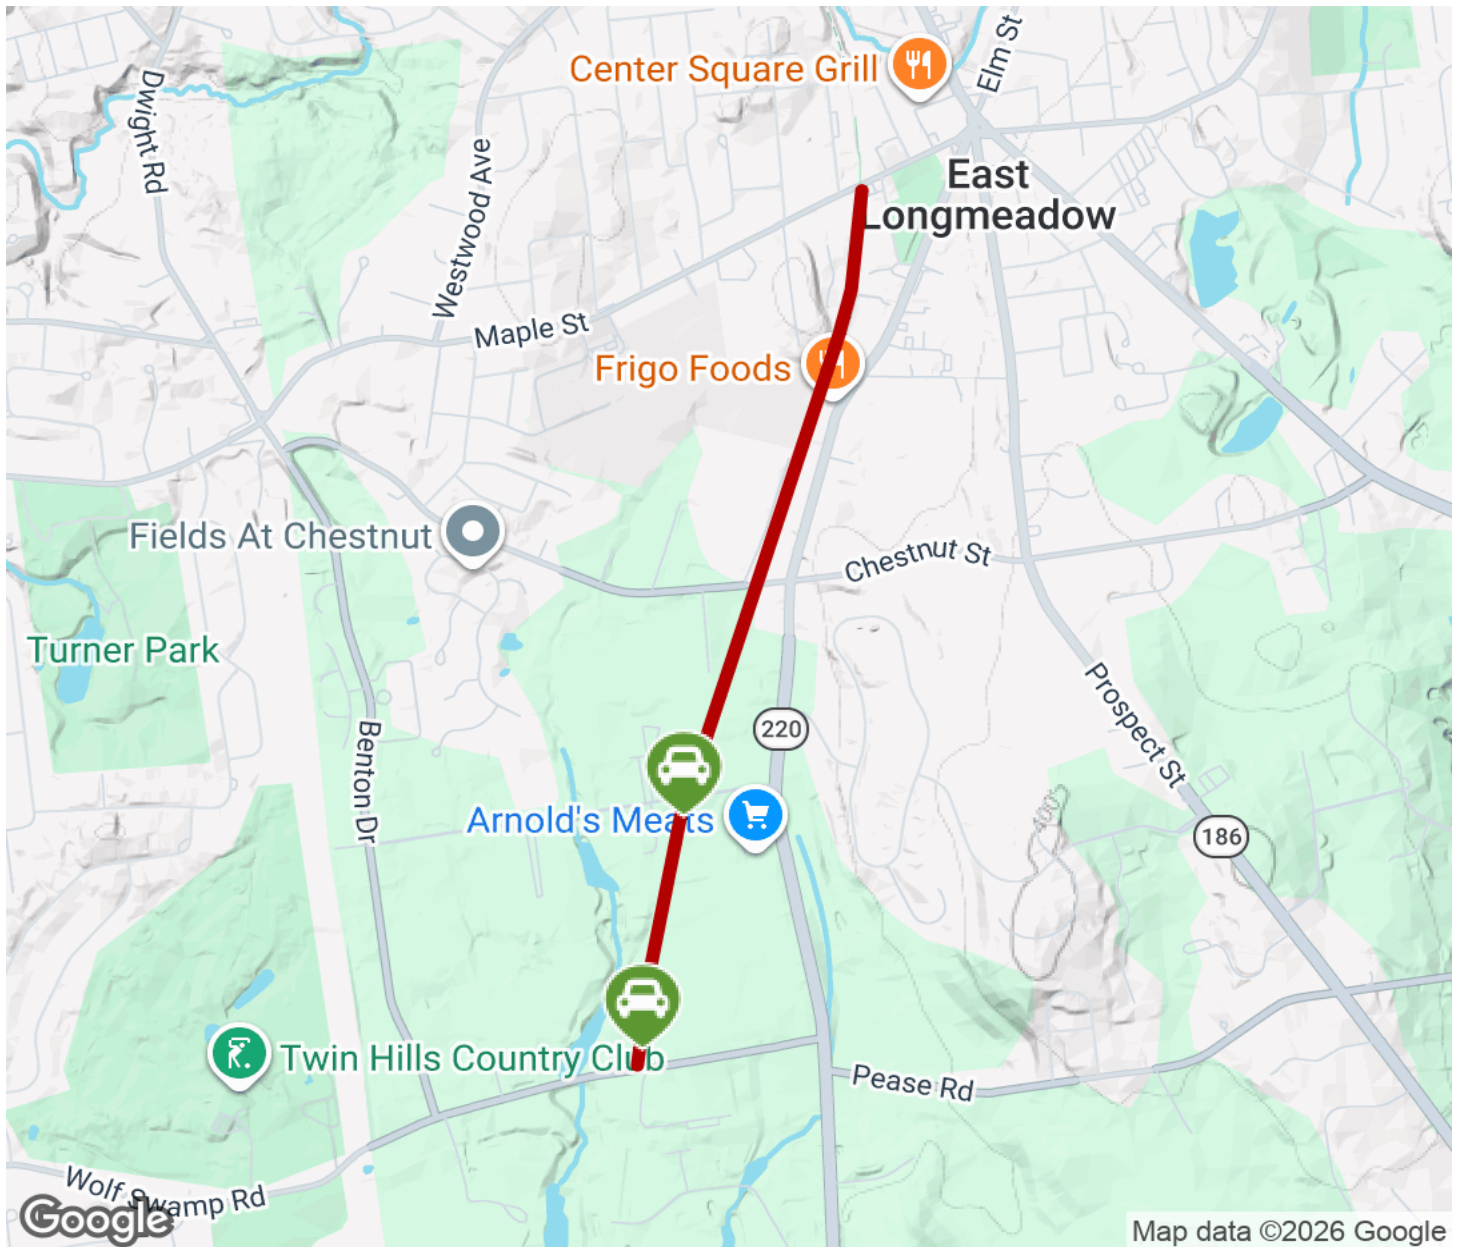 Center Square Grill
Elm St
Dwight Rd
Westwood Ave
East
Longmeadow
Maple St
Frigo Foods
Fields At Chestnut
Chestnut St
Turner Park
Prospect St
Benton Dr
220
Arnold's Meats
186
Twin Hills Country Club
Pease Rd
Wolf Swamp Rd
Google
Map data ©2026 Google